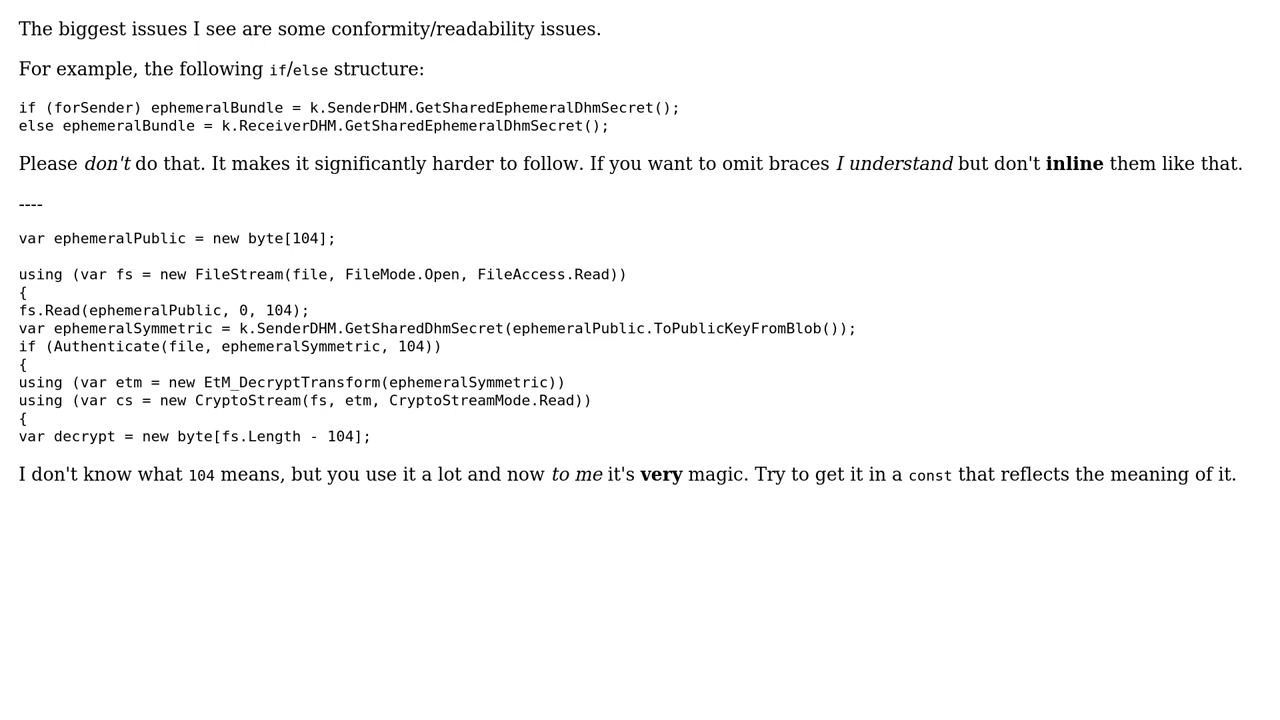 The biggest issues I see are some conformity/readability issues.
For example, the following if/else structure:
if (forSender) ephemeralBundle = k.SenderDHM.GetSharedEphemeralDhmSecret();
else ephemeralBundle = k.ReceiverDHM.GetSharedEphemeralDhmSecret();
Please don't do that. It makes it significantly harder to follow. If you want to omit braces I understand but don't inline them like that.
----
var ephemeralPublic = new byte[104];
using (var fs = new FileStream(file, FileMode.Open, FileAccess.Read))
{
fs.Read(ephemeralPublic, 0, 104);
var ephemeralSymmetric = k.SenderDHM.GetSharedDhmSecret(ephemeralPublic.ToPublicKeyFromBlob());
if (Authenticate(file, ephemeralSymmetric, 104))
{
using (var etm = new EtM_DecryptTransform(ephemeralSymmetric))
using (var cs = new CryptoStream(fs, etm, CryptoStreamMode.Read))
{
var decrypt = new byte[fs.Length - 104];
I don't know what 104 means, but you use it a lot and now to me it's very magic. Try to get it in a const that reflects the meaning of it.